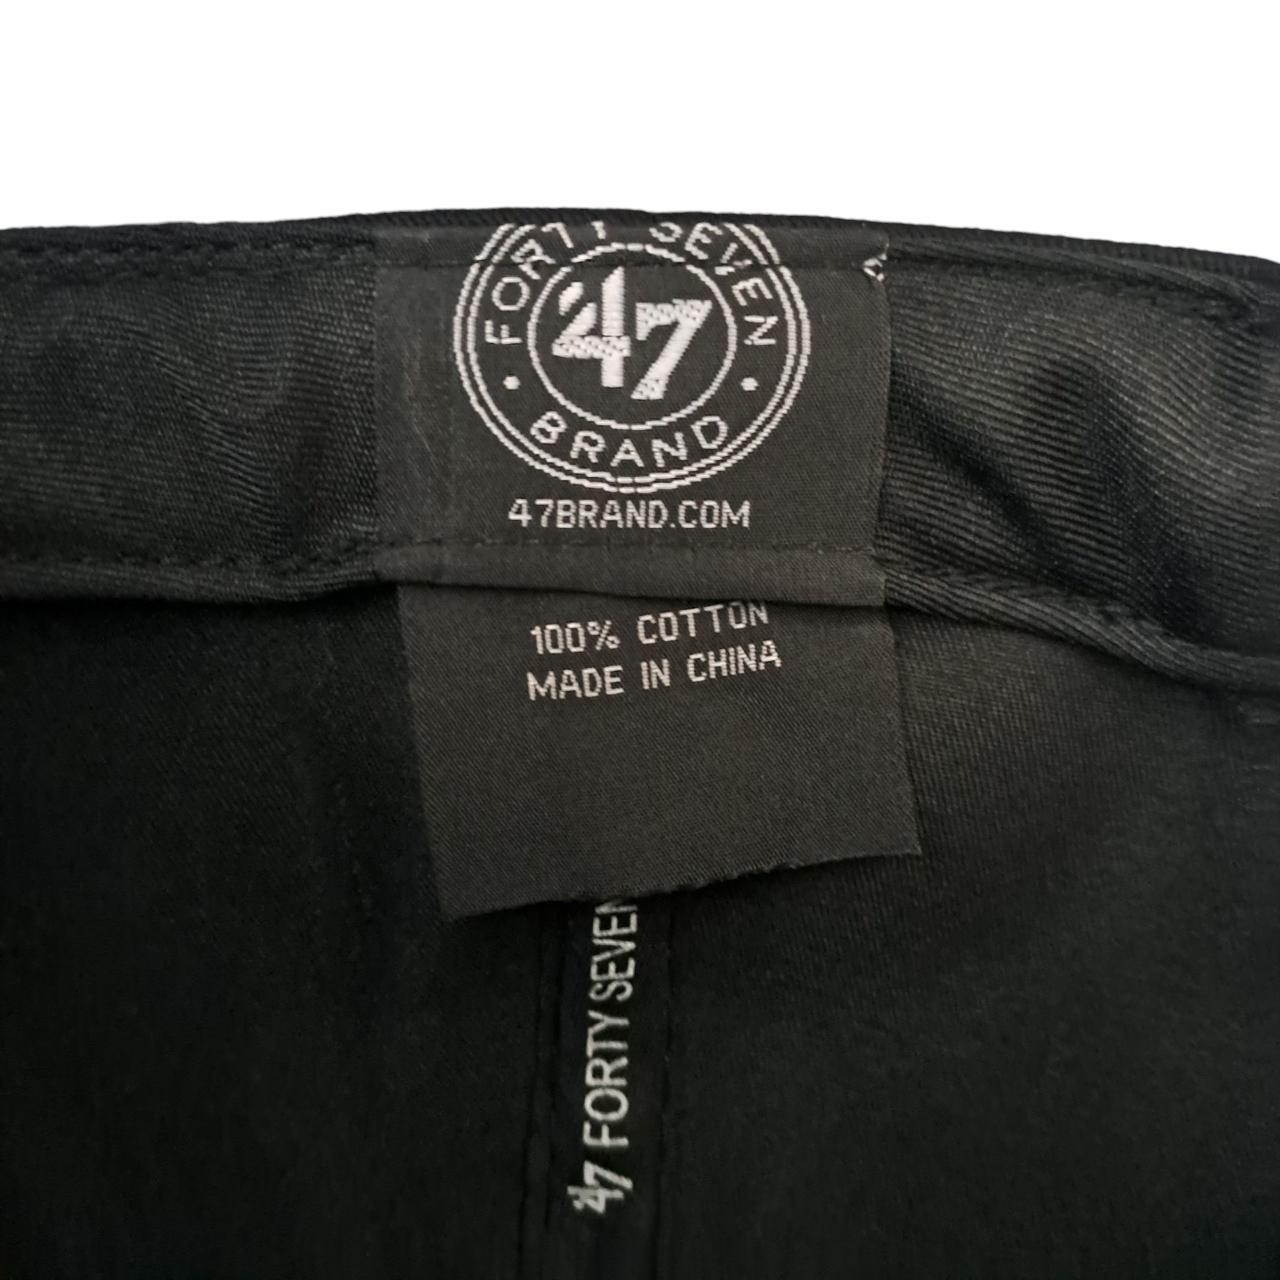 FORTY SEVEN
47
BRAND
47BRAND.COM
100% COTTON
MADE IN CHINA
47 FORTY SEVEN